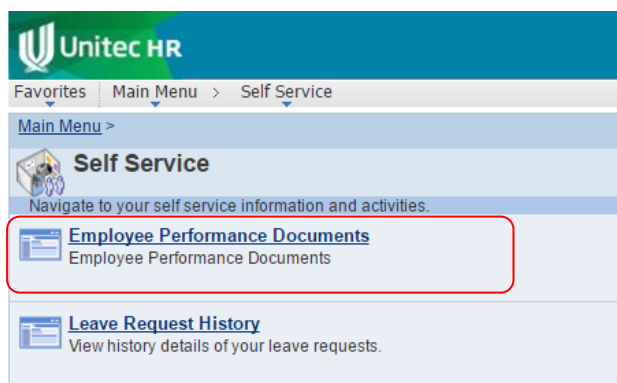 Unitec HR
Favorites Main Menu > Self Service
Main Menu >
Self Service
Navigate to your self service information and activities.
Employee Performance Documents
Employee Performance Documents
Leave Request History
View history details of your leave requests.